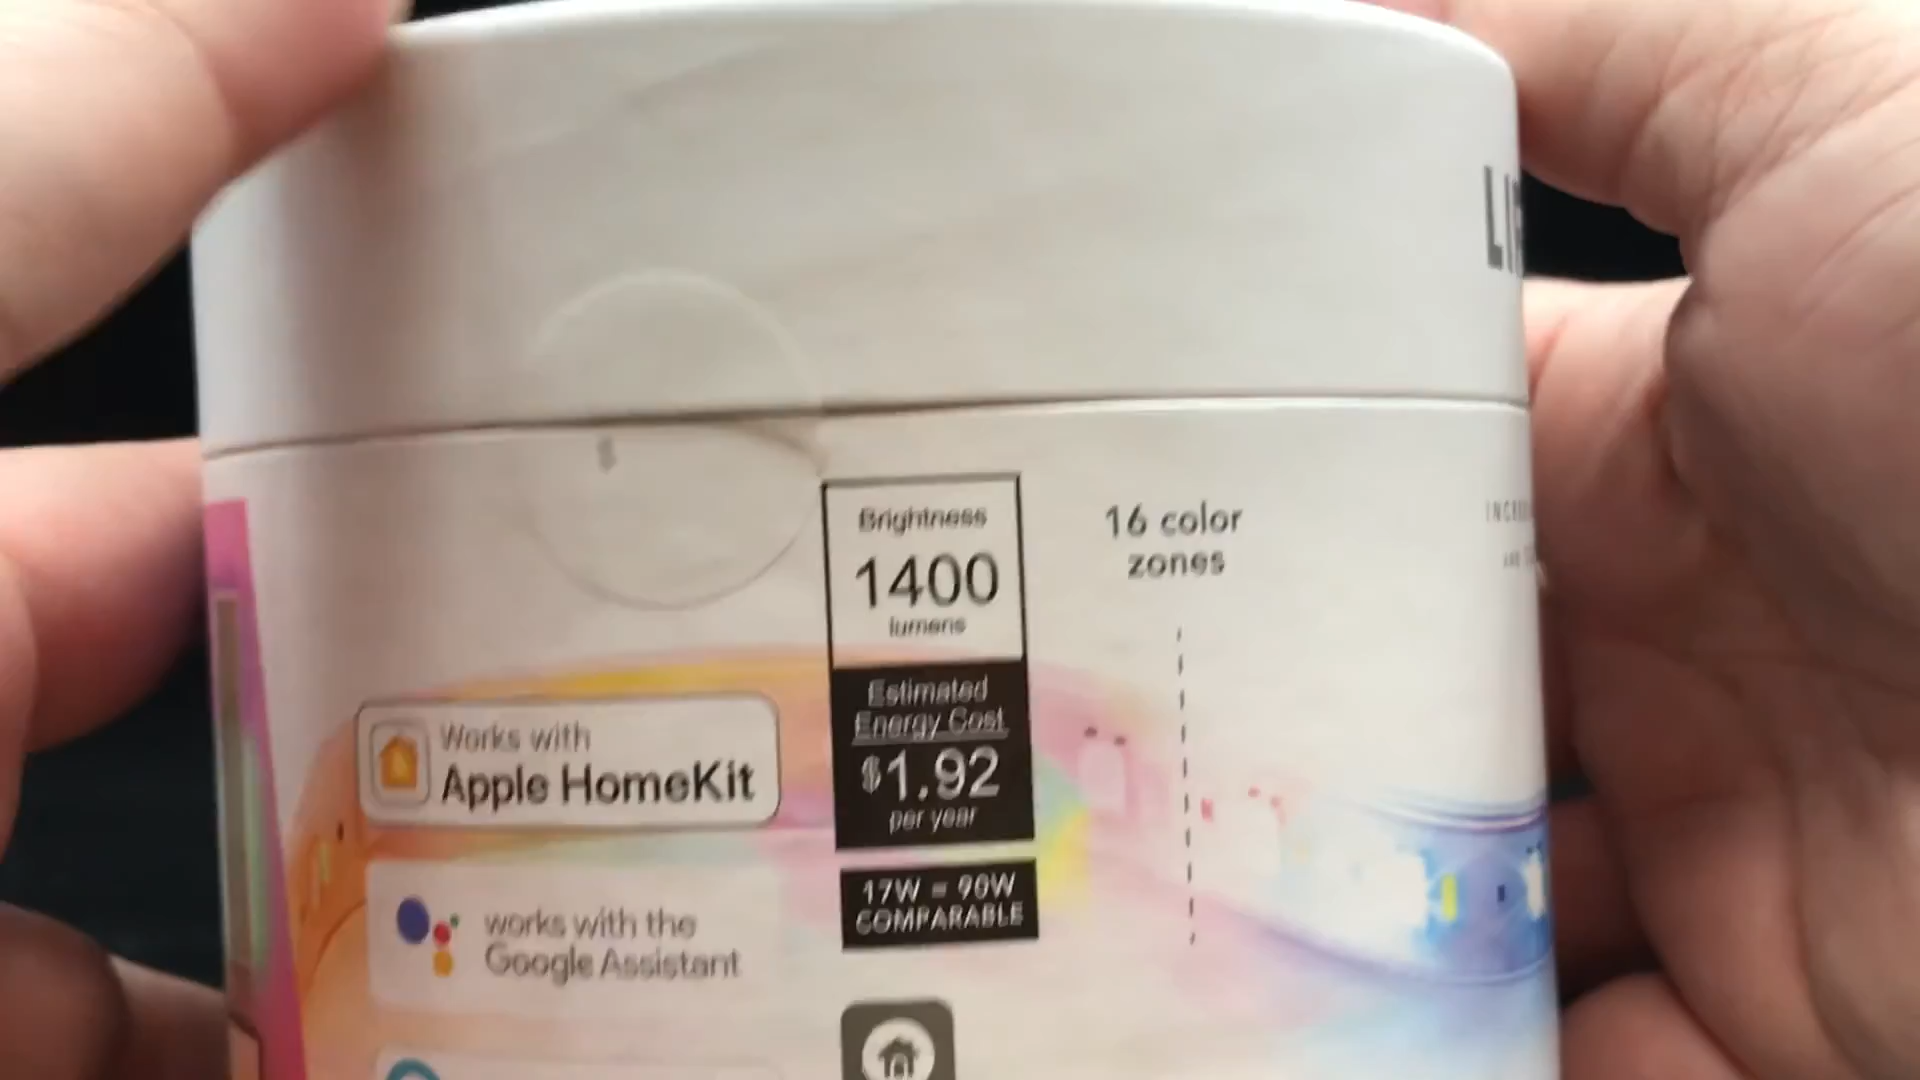 Brightness
1400
lumens
Estimated
Energy Cost
$1.92
per year
17W = 90W
COMPARABLE
16 color
zones
Works with
Apple HomeKit
works with the
Google Assistant